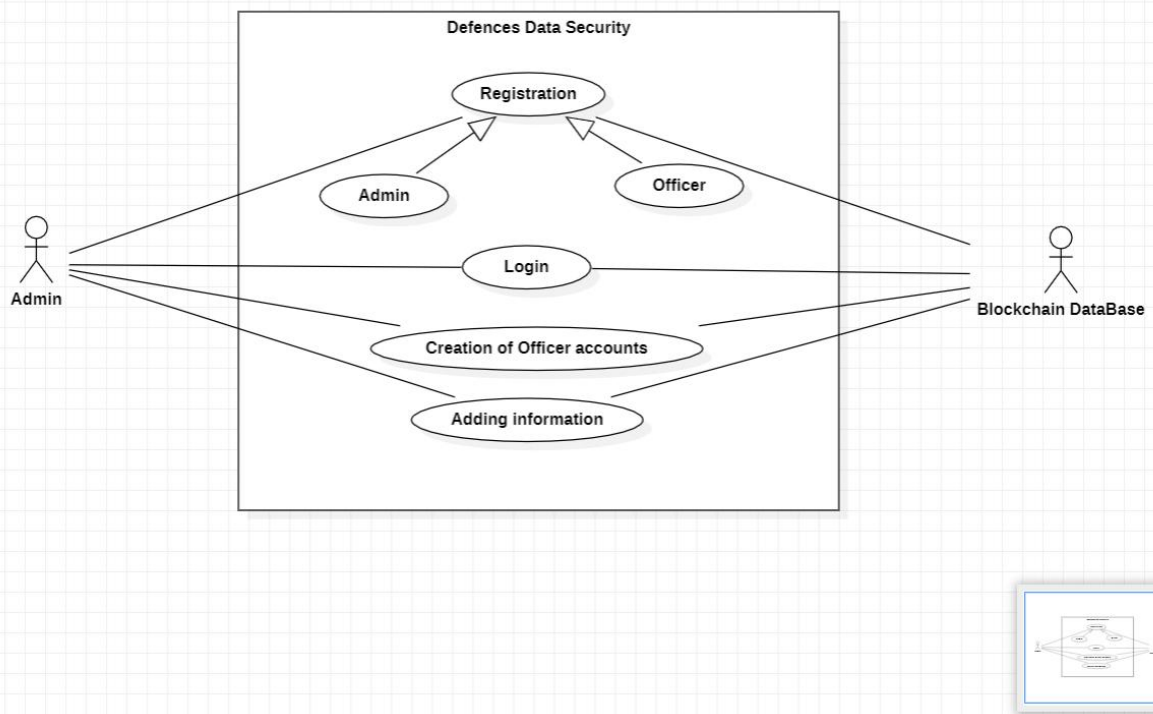 Defences Data Security
Registration
Admin
Officer
Login
Admin
Blockchain DataBase
Creation of Officer accounts
Adding information